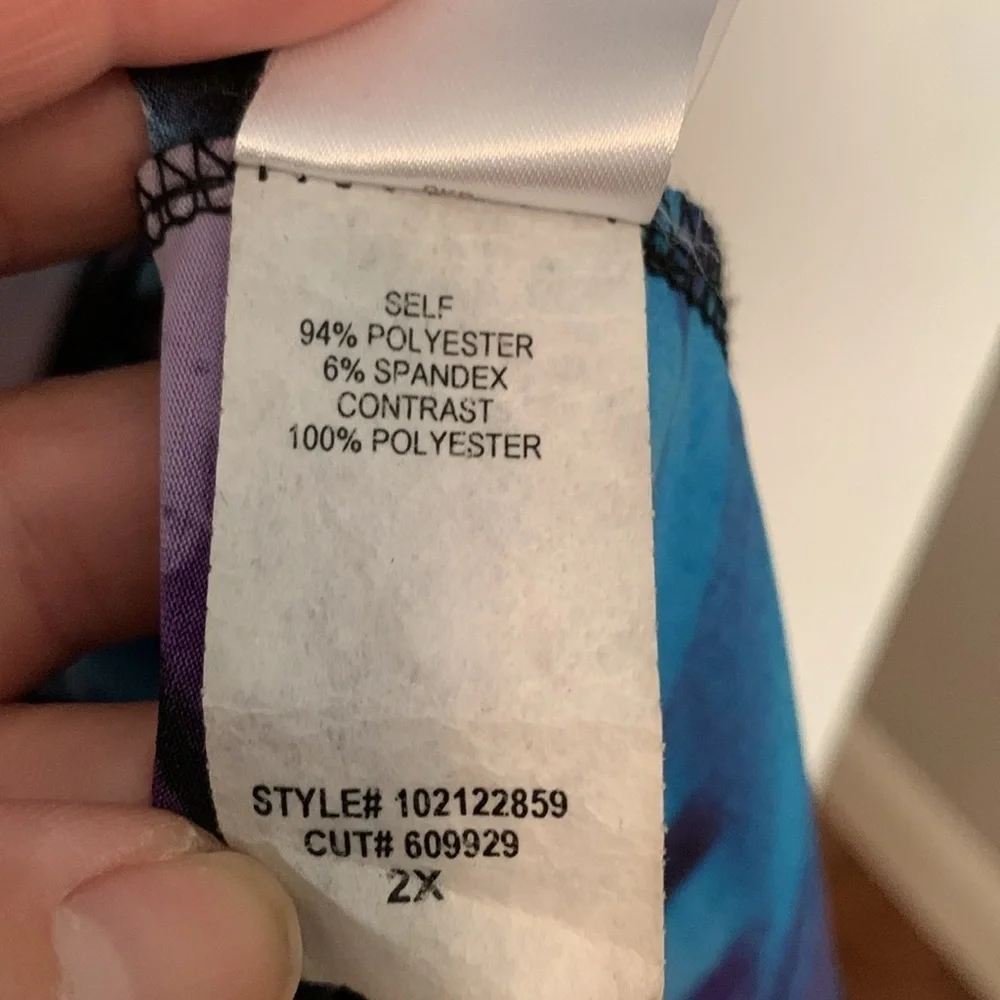 SELF
94% POLYESTER
6% SPANDEX
CONTRAST
100% POLYESTER
STYLE# 102122859
CUT# 609929
2X